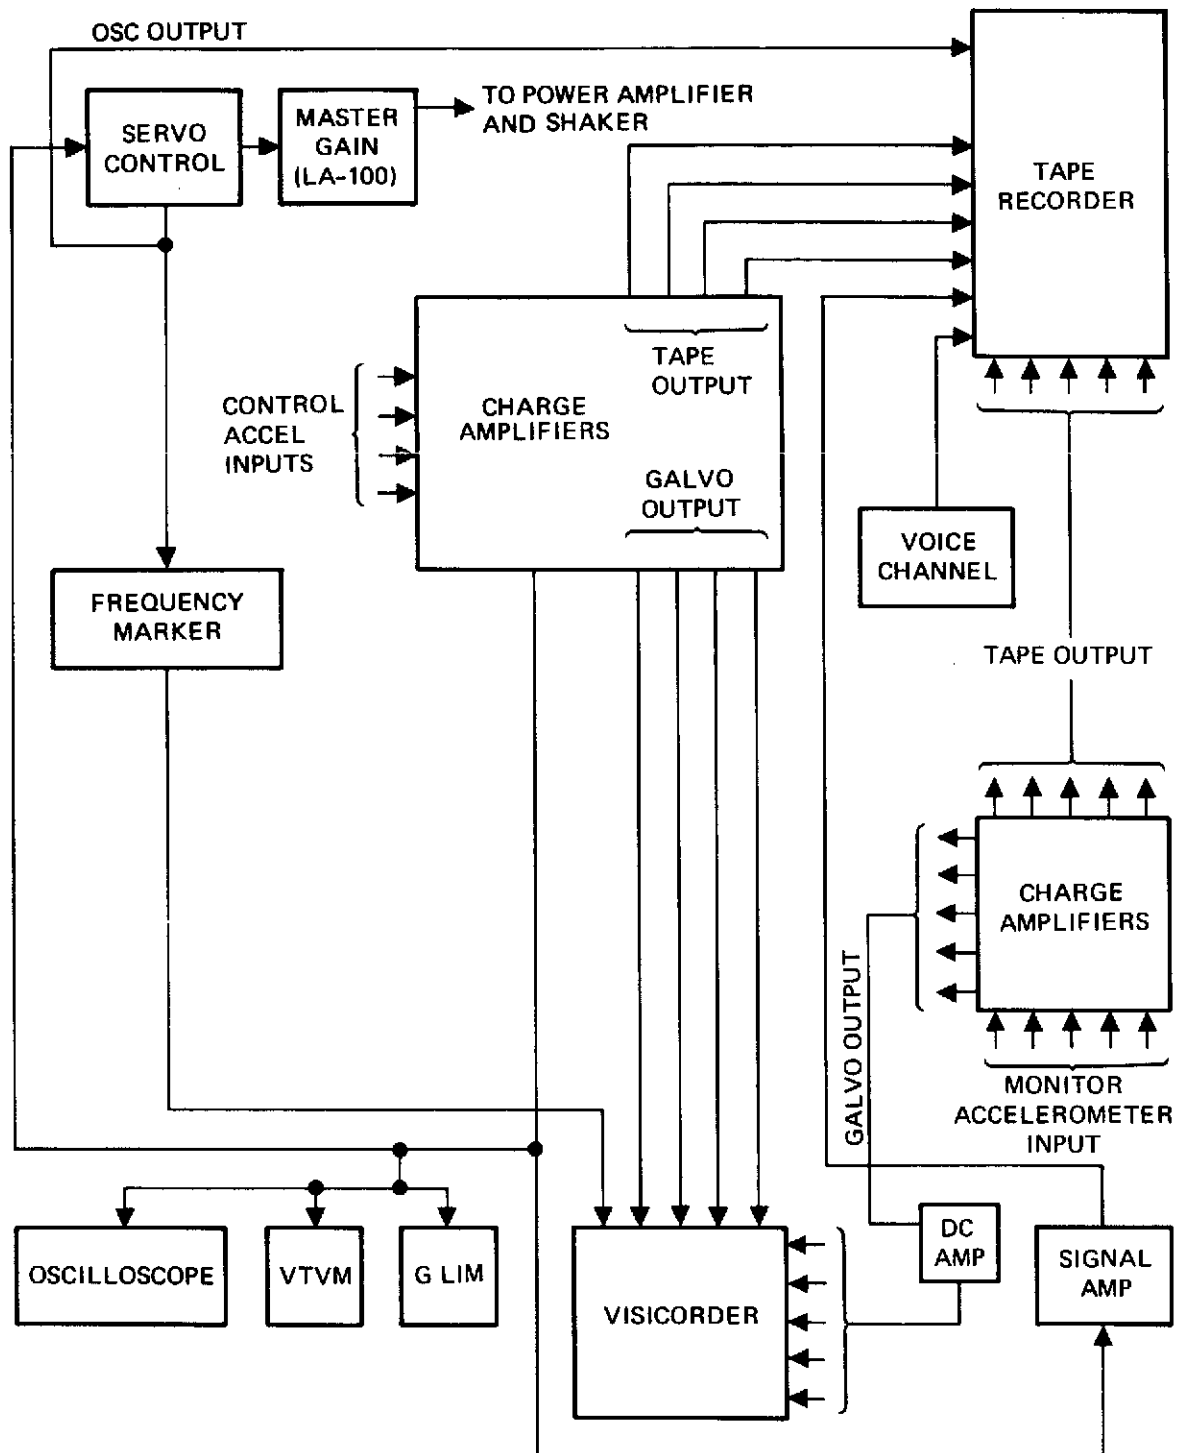 OSC OUTPUT
SERVO
CONTROL
MASTER
GAIN
(LA-100)
TO POWER AMPLIFIER
AND SHAKER
TAPE
RECORDER
CONTROL
ACCEL
INPUTS
CHARGE
AMPLIFIERS
TAPE
OUTPUT
GALVO
OUTPUT
VOICE
CHANNEL
FREQUENCY
MARKER
TAPE OUTPUT
CHARGE
AMPLIFIERS
GALVO OUTPUT
MONITOR
ACCELEROMETER
INPUT
OSCILLOSCOPE
VTVM
G LIM
VISICORDER
DC
AMP
SIGNAL
AMP